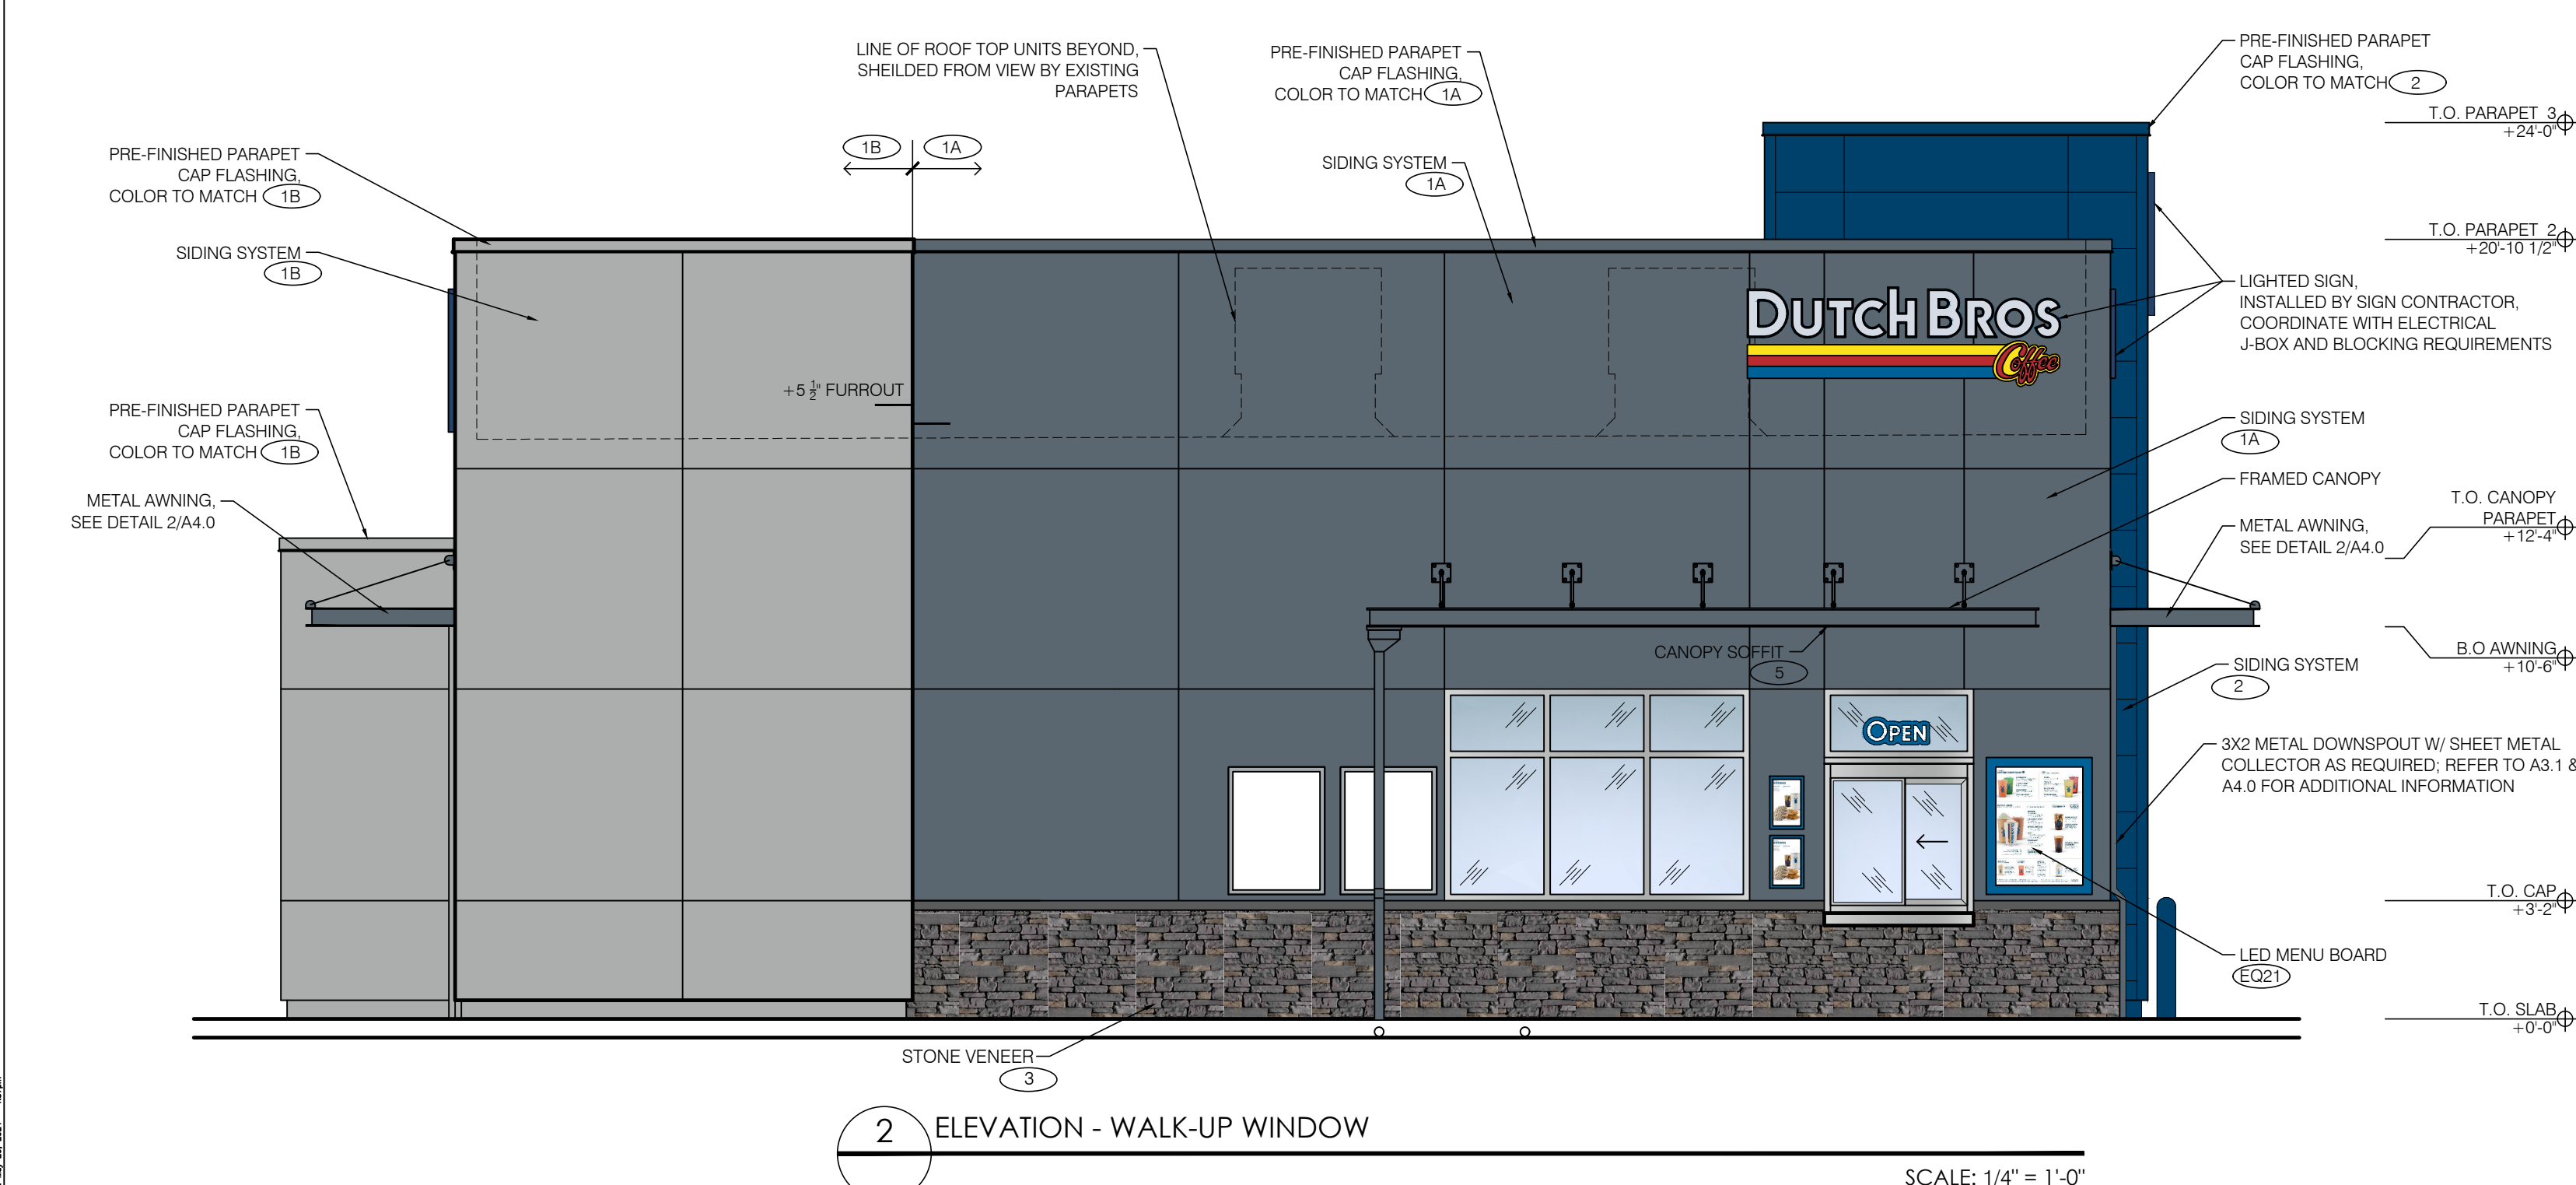 LINE OF ROOF TOP UNITS BEYOND,
SHEILDED FROM VIEW BY EXISTING
PARAPETS
PRE-FINISHED PARAPET
CAP FLASHING,
COLOR TO MATCH 1A
PRE-FINISHED PARAPET
CAP FLASHING,
COLOR TO MATCH 2
T.O. PARAPET 3
+24'-0"
1B 1A
PRE-FINISHED PARAPET
CAP FLASHING,
COLOR TO MATCH 1B
SIDING SYSTEM
1A
SIDING SYSTEM
1B
T.O. PARAPET 2
+20'-10 1/2"
LIGHTED SIGN,
INSTALLED BY SIGN CONTRACTOR,
COORDINATE WITH ELECTRICAL
J-BOX AND BLOCKING REQUIREMENTS
DUTCH BROS
Coffee
+5 1/2" FURROUT
PRE-FINISHED PARAPET
CAP FLASHING,
COLOR TO MATCH 1B
METAL AWNING,
SEE DETAIL 2/A4.0
SIDING SYSTEM
1A
FRAMED CANOPY
METAL AWNING,
SEE DETAIL 2/A4.0
T.O. CANOPY
PARAPET
+12'-4"
CANOPY SOFFIT
5
B.O AWNING
+10'-6"
SIDING SYSTEM
2
OPEN
3X2 METAL DOWNSPOUT W/ SHEET METAL
COLLECTOR AS REQUIRED; REFER TO A3.1 &
A4.0 FOR ADDITIONAL INFORMATION
T.O. CAP
+3'-2"
LED MENU BOARD
EQ21
T.O. SLAB
+0'-0"
STONE VENEER
3
2 ELEVATION - WALK-UP WINDOW
SCALE: 1/4" = 1'-0"